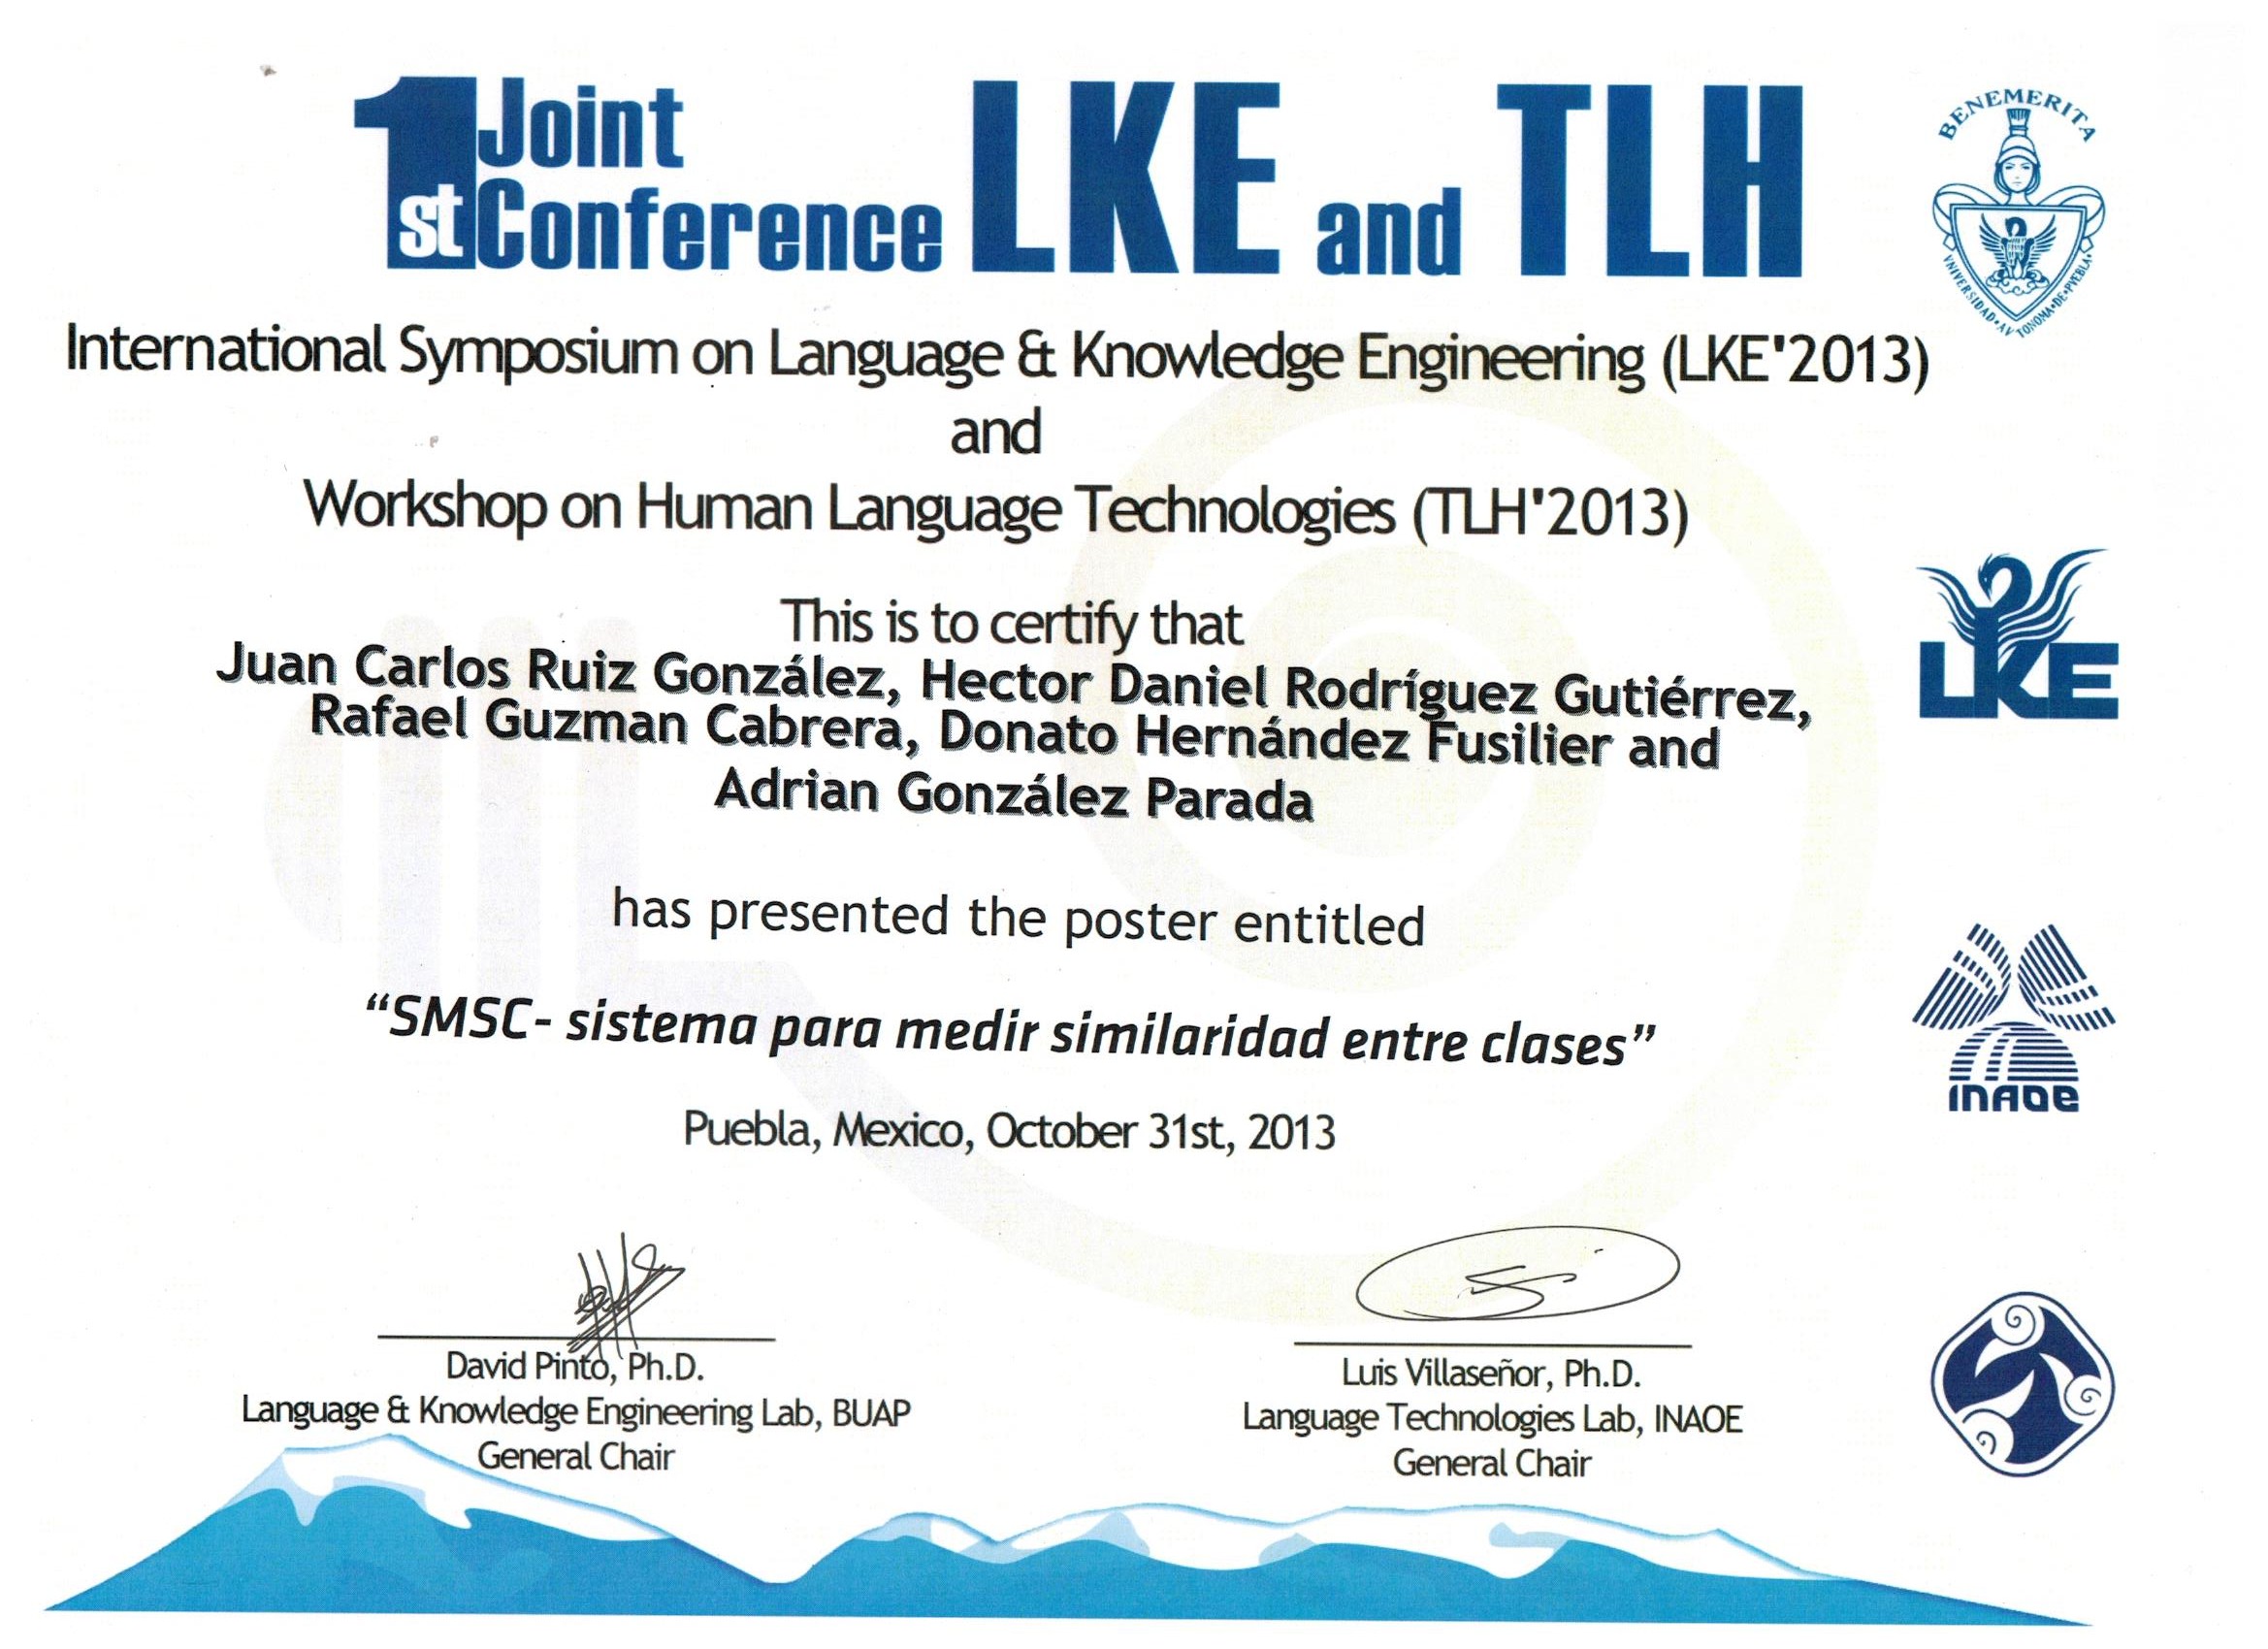 1st Joint Conference LKE and TLH
BENEMERITA
UNIVERSIDAD AUTONOMA DE PUEBLA
International Symposium on Language & Knowledge Engineering (LKE'2013)
and
Workshop on Human Language Technologies (TLH'2013)
LKE
This is to certify that
Juan Carlos Ruiz González, Hector Daniel Rodríguez Gutiérrez,
Rafael Guzman Cabrera, Donato Hernández Fusilier and
Adrian González Parada
has presented the poster entitled
“SMSC- sistema para medir similaridad entre clases”
INAOE
Puebla, Mexico, October 31st, 2013
David Pinto, Ph.D.
Language & Knowledge Engineering Lab, BUAP
General Chair
Luis Villaseñor, Ph.D.
Language Technologies Lab, INAOE
General Chair